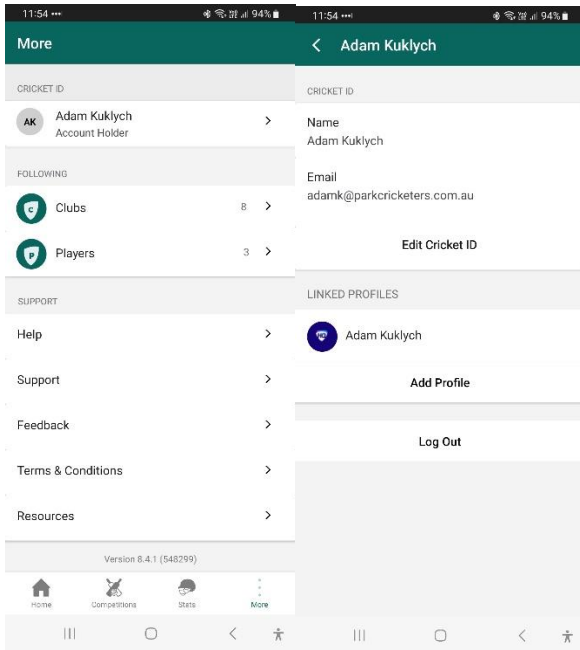 11:54
94%
More
CRICKET ID
AK
Adam Kuklych
Account Holder
FOLLOWING
c
Clubs
8
p
Players
3
SUPPORT
Help
Support
Feedback
Terms & Conditions
Resources
Version 8.4.1 (548299)
Home
Competitions
Stats
More
11:54
94%
Adam Kuklych
CRICKET ID
Name
Adam Kuklych
Email
adamk@parkcricketers.com.au
Edit Cricket ID
LINKED PROFILES
Adam Kuklych
Add Profile
Log Out